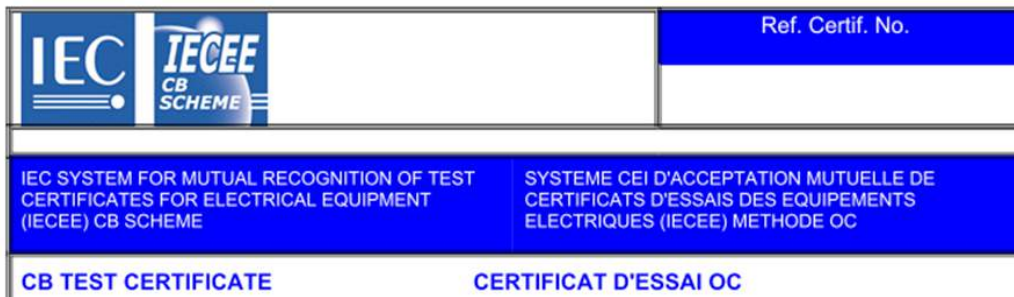 IEC
IECEE
CB
SCHEME
Ref. Certif. No.
IEC SYSTEM FOR MUTUAL RECOGNITION OF TEST
CERTIFICATES FOR ELECTRICAL EQUIPMENT
(IECEE) CB SCHEME
SYSTEME CEI D'ACCEPTATION MUTUELLE DE
CERTIFICATS D'ESSAIS DES EQUIPEMENTS
ELECTRIQUES (IECEE) METHODE OC
CB TEST CERTIFICATE
CERTIFICAT D'ESSAI OC